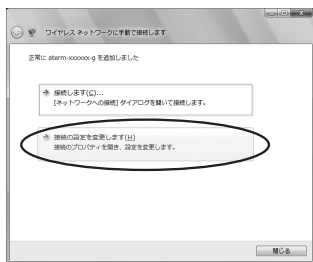 ワイヤレス ネットワークに手動で接続します
正常に aterm-xxxxxx-g を追加しました
接続します(C)...
[ネットワークへの接続] ダイアログを開いて接続します。
接続の設定を変更します(H)
接続のプロパティを開き、設定を変更します。
閉じる